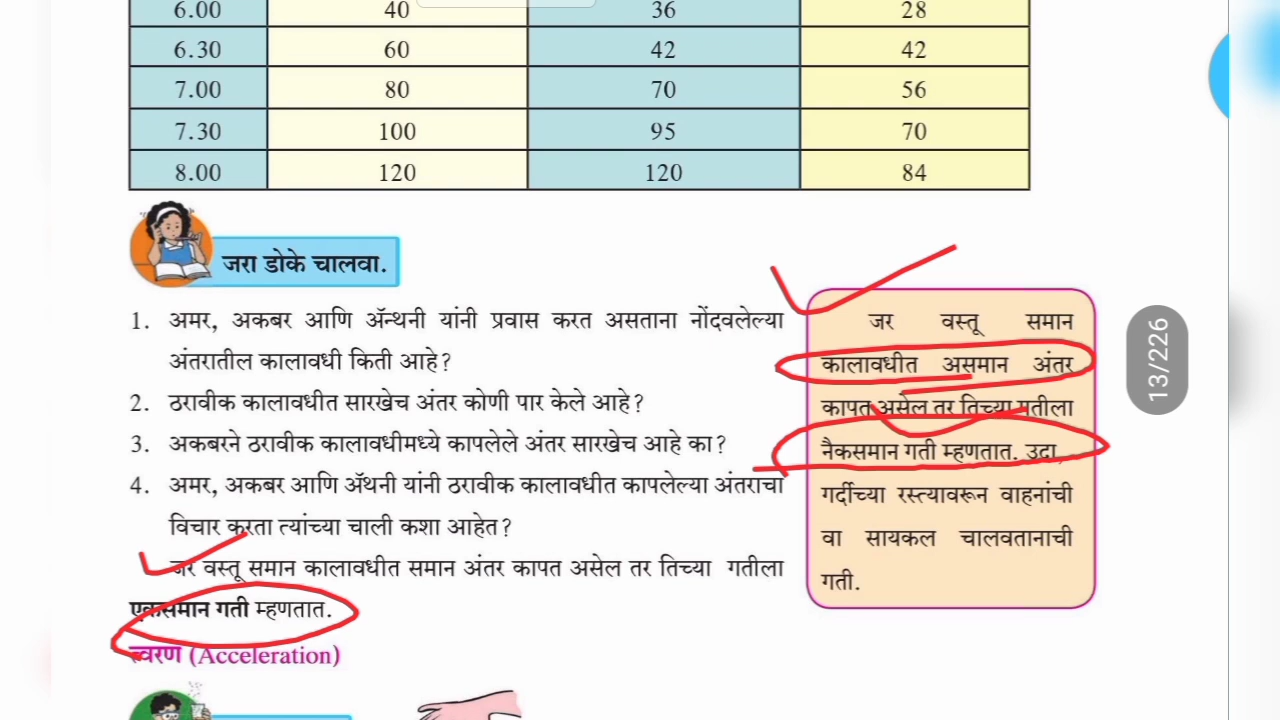 6.00 40 36 28
6.30 60 42 42
7.00 80 70 56
7.30 100 95 70
8.00 120 120 84
जरा डोके चालवा.
1. अमर, अकबर आणि ॲन्थनी यांनी प्रवास करत असताना नोंदवलेल्या
अंतरातील कालावधी किती आहे?
2. ठरावीक कालावधीत सारखेच अंतर कोणी पार केले आहे?
3. अकबरने ठरावीक कालावधीमध्ये कापलेले अंतर सारखेच आहे का?
4. अमर, अकबर आणि ॲथनी यांनी ठरावीक कालावधीत कापलेल्या अंतराचा
विचार करता त्यांच्या चाली कशा आहेत?
जर वस्तू समान कालावधीत समान अंतर कापत असेल तर तिच्या गतीला
एकसमान गती म्हणतात.
त्वरण (Acceleration)
जर वस्तू समान
कालावधीत असमान अंतर
कापत असेल तर तिच्या गतीला
नैकसमान गती म्हणतात. उदा.
गर्दीच्या रस्त्यावरून वाहनांची
वा सायकल चालवतानाची
गती.
13/226